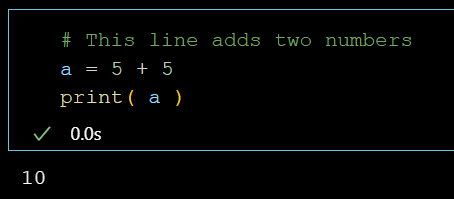 # This line adds two numbers
a = 5 + 5
print( a )
0.0s
10